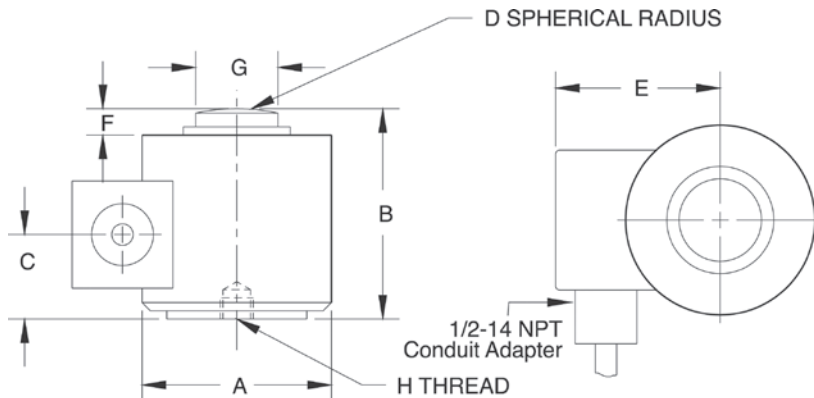 D SPHERICAL RADIUS
G
E
F
B
C
1/2-14 NPT
Conduit Adapter
A
H THREAD